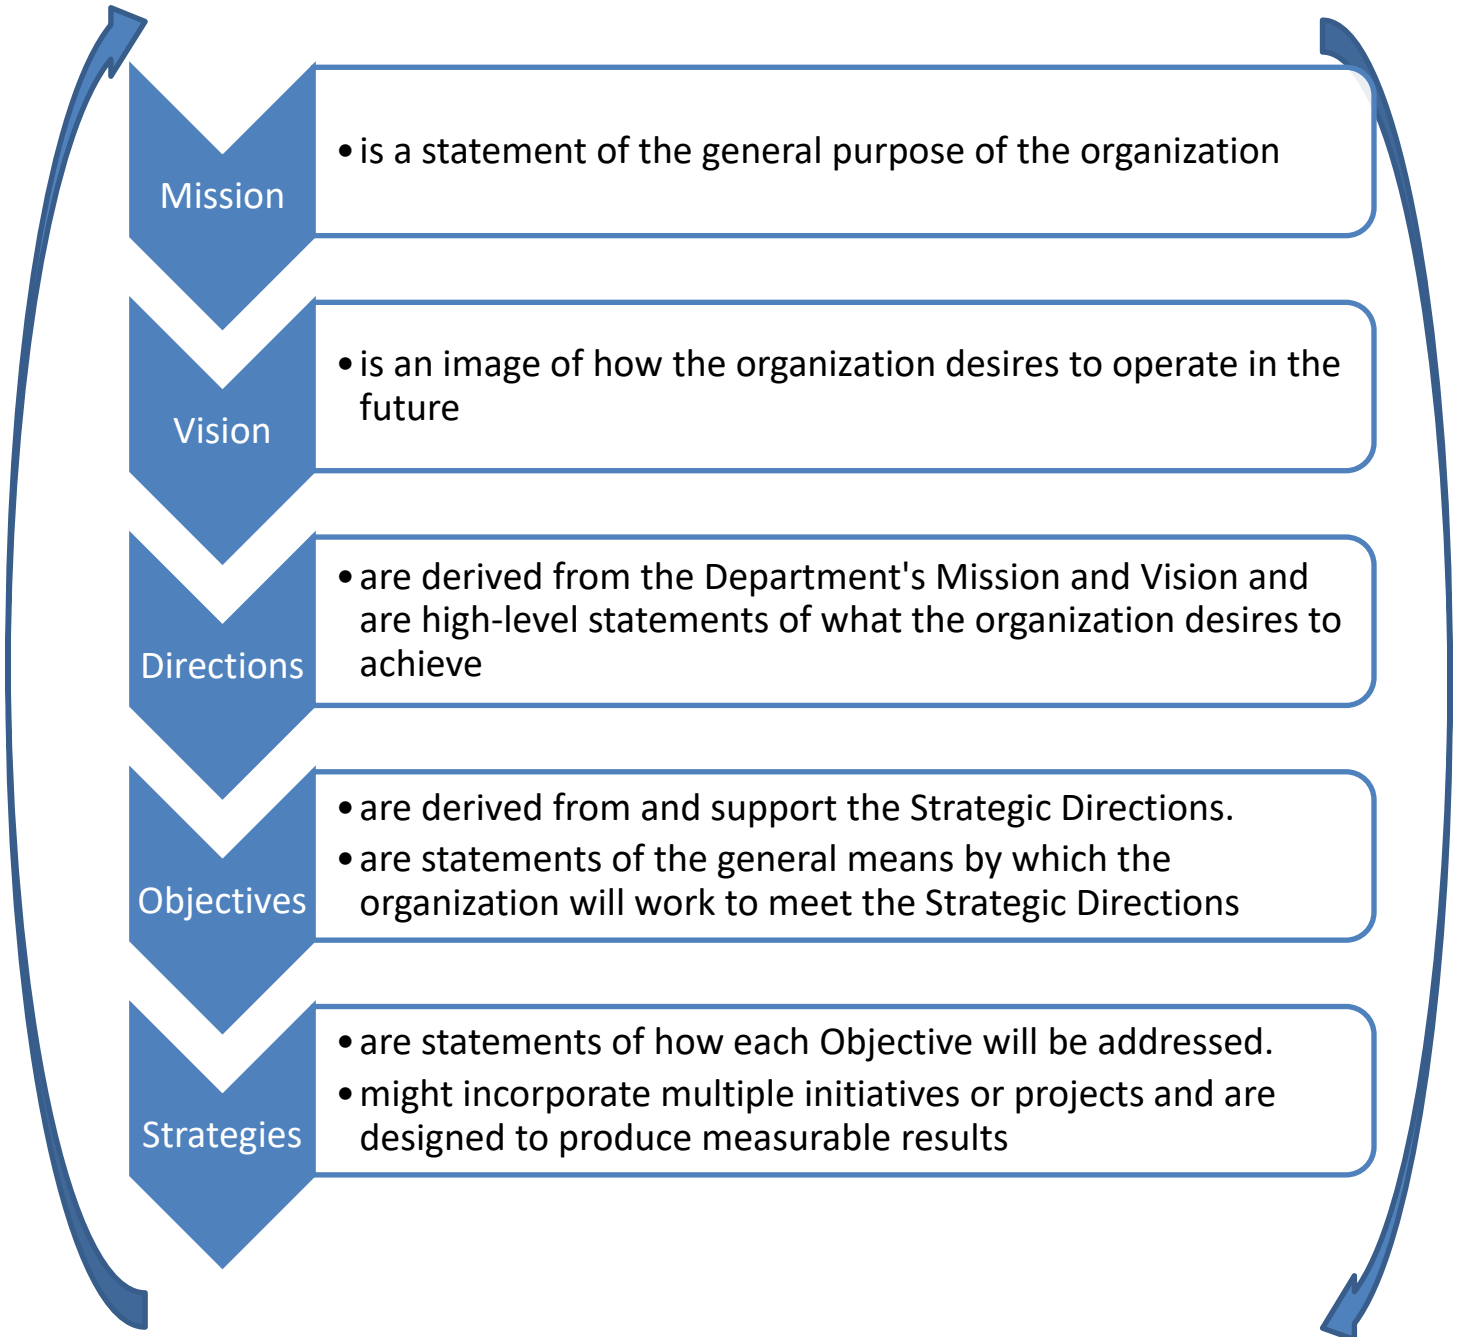 Mission
• is a statement of the general purpose of the organization
Vision
• is an image of how the organization desires to operate in the
future
Directions
• are derived from the Department's Mission and Vision and
are high-level statements of what the organization desires to
achieve
Objectives
• are derived from and support the Strategic Directions.
• are statements of the general means by which the
organization will work to meet the Strategic Directions
Strategies
• are statements of how each Objective will be addressed.
• might incorporate multiple initiatives or projects and are
designed to produce measurable results